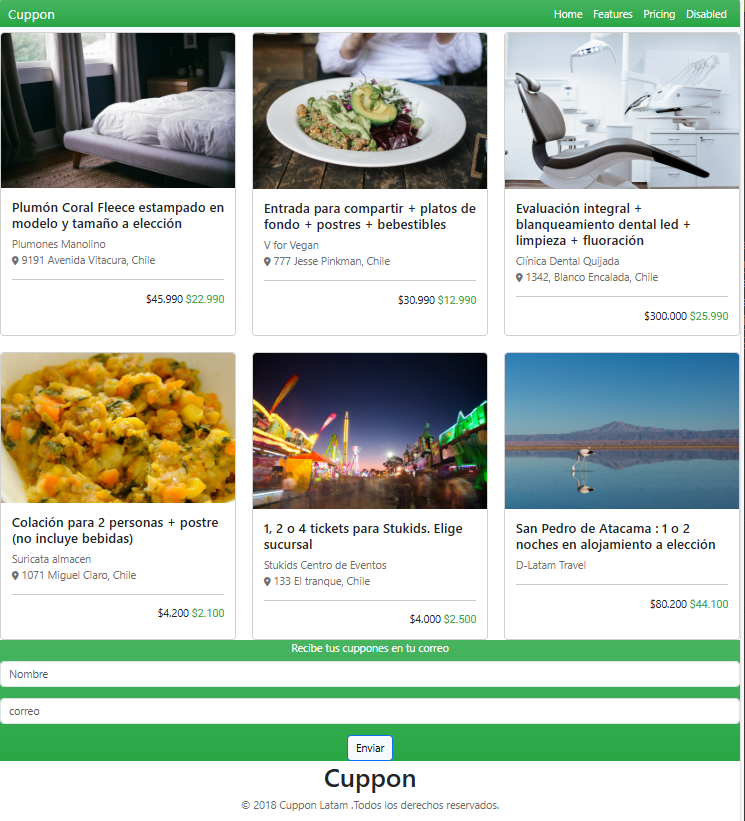 Cuppon
Home Features Pricing Disabled
Plumón Coral Fleece estampado en
modelo y tamaño a elección
Plumones Manolino
9191 Avenida Vitacura, Chile
$45.990 $22.990
Entrada para compartir + platos de
fondo + postres + bebestibles
V for Vegan
777 Jesse Pinkman, Chile
$30.990 $12.990
Evaluación integral +
blanqueamiento dental led +
limpieza + fluoración
Clínica Dental Quijada
1342, Blanco Encalada, Chile
$300.000 $25.990
Colación para 2 personas + postre
(no incluye bebidas)
Suricata almacen
1071 Miguel Claro, Chile
$4.200 $2.100
1, 2 o 4 tickets para Stukids. Elige
sucursal
Stukids Centro de Eventos
133 El tranque, Chile
$4.000 $2.500
San Pedro de Atacama : 1 o 2
noches en alojamiento a elección
D-Latam Travel
$80.200 $44.100
Recibe tus cuppones en tu correo
Nombre
correo
Enviar
Cuppon
© 2018 Cuppon Latam .Todos los derechos reservados.